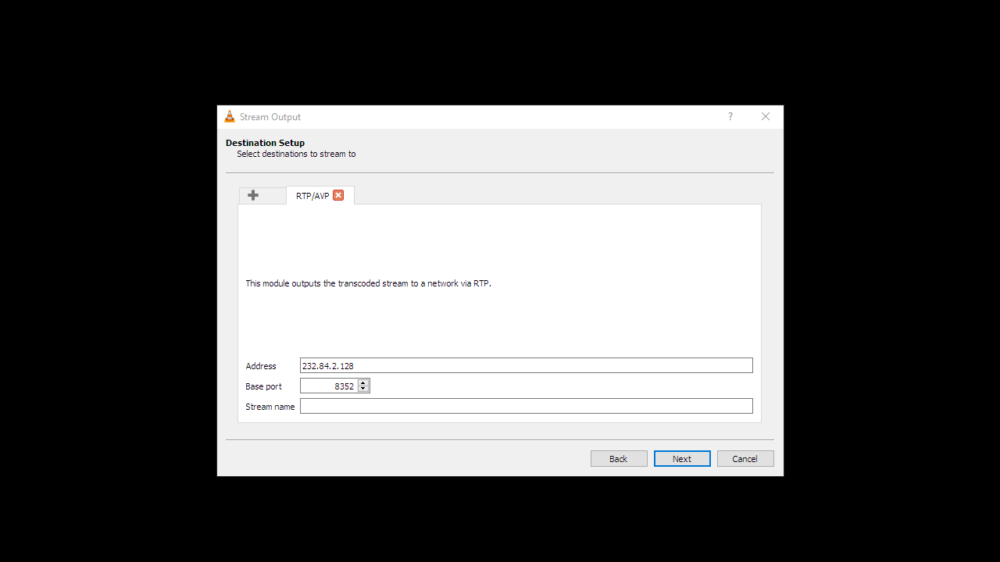 Stream Output
?
Destination Setup
Select destinations to stream to
RTP/AVP
This module outputs the transcoded stream to a network via RTP.
Address 232.84.2.128
Base port 8352
Stream name
Back Next Cancel